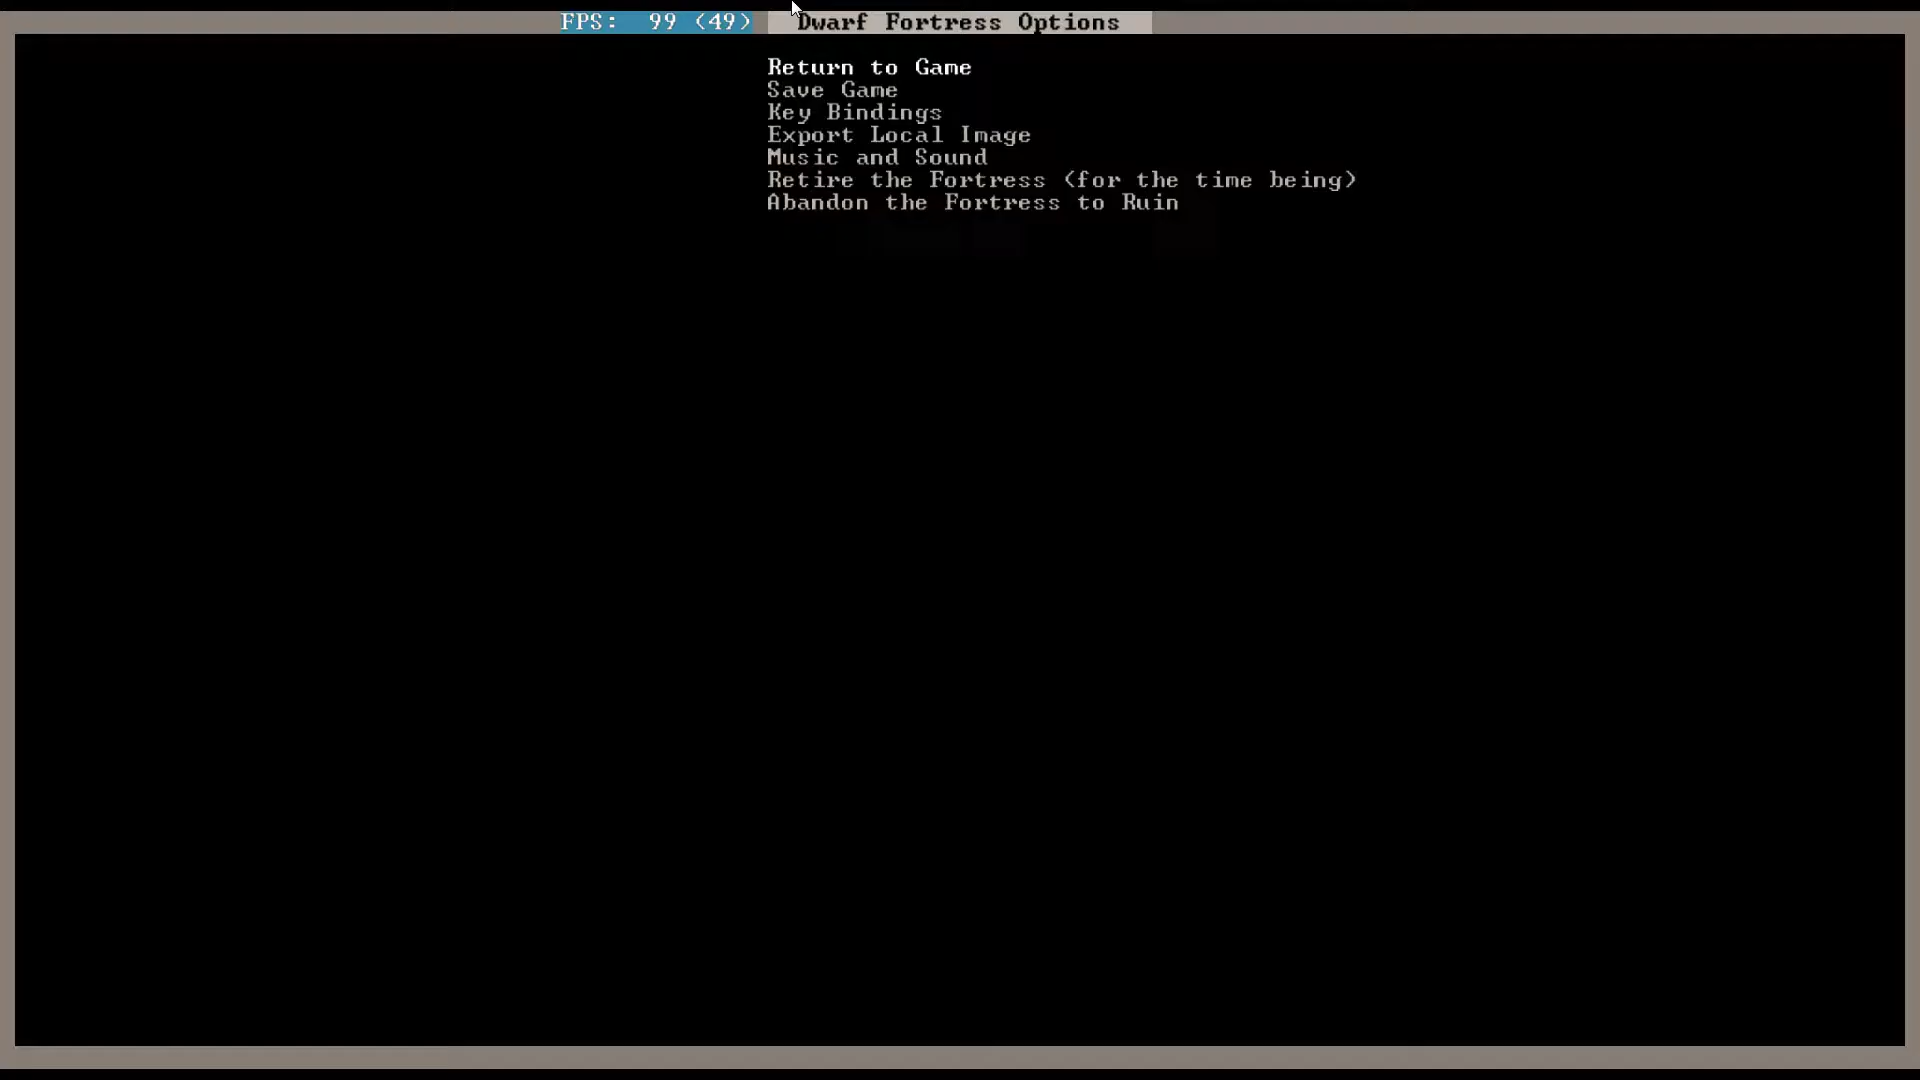 FPS: 99 (49) Dwarf Fortress Options
Return to Game
Save Game
Key Bindings
Export Local Image
Music and Sound
Retire the Fortress (for the time being)
Abandon the Fortress to Ruin